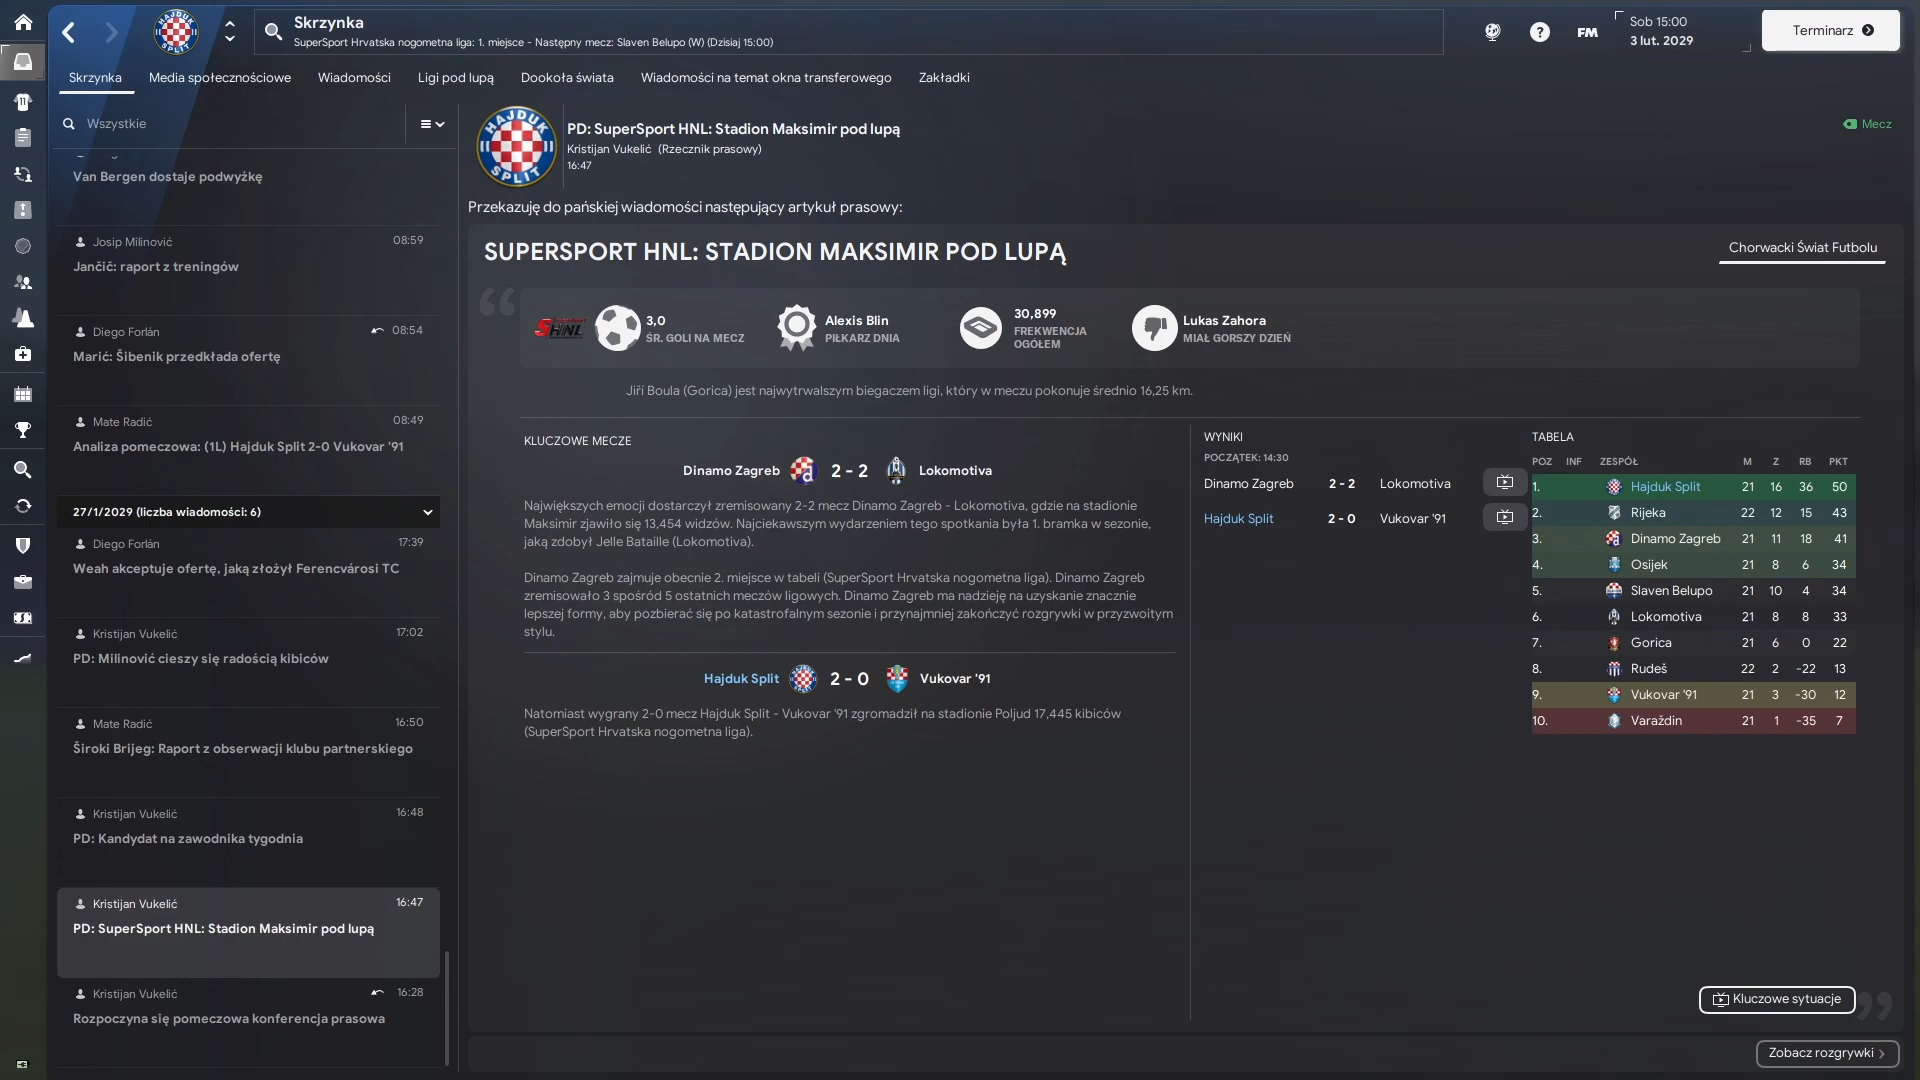 Skrzynka
SuperSport Hrvatska nogometna liga: 1. miejsce - Następny mecz: Slaven Belupo (W) (Dzisiaj 15:00)
FM
Sob 15:00
3 lut. 2029
Terminarz
Skrzynka
Media społecznościowe
Wiadomości
Ligi pod lupą
Dookoła świata
Wiadomości na temat okna transferowego
Zakładki
Wszystkie
Van Bergen dostaje podwyżkę
Josip Milinović 08:59
Jančić: raport z treningów
Diego Forlán 08:54
Marić: Šibenik przedkłada ofertę
Mate Radić 08:49
Analiza pomeczowa: (1L) Hajduk Split 2-0 Vukovar '91
27/1/2029 (liczba wiadomości: 6)
Diego Forlán 17:39
Weah akceptuje ofertę, jaką złożył Ferencvárosi TC
Kristijan Vukelić 17:02
PD: Milinović cieszy się radością kibiców
Mate Radić 16:50
Široki Brijeg: Raport z obserwacji klubu partnerskiego
Kristijan Vukelić 16:48
PD: Kandydat na zawodnika tygodnia
Kristijan Vukelić 16:47
PD: SuperSport HNL: Stadion Maksimir pod lupą
Kristijan Vukelić 16:28
Rozpoczyna się pomeczowa konferencja prasowa
HAJDUK SPLIT
PD: SuperSport HNL: Stadion Maksimir pod lupą
Kristijan Vukelić (Rzecznik prasowy)
16:47
Mecz
Przekazuję do pańskiej wiadomości następujący artykuł prasowy:
SUPERSPORT HNL: STADION MAKSIMIR POD LUPĄ
Chorwacki Świat Futbolu
3,0
ŚR. GOLI NA MECZ
Alexis Blin
PIŁKARZ DNIA
30,899
FREKWENCJA
OGÓŁEM
Lukas Zahora
MIAŁ GORSZY DZIEŃ
Jiří Boula (Gorica) jest najwytrwalszym biegaczem ligi, który w meczu pokonuje średnio 16,25 km.
KLUCZOWE MECZE
Dinamo Zagreb 2 - 2 Lokomotiva
Największych emocji dostarczył zremisowany 2-2 mecz Dinamo Zagreb - Lokomotiva, gdzie na stadionie
Maksimir zjawiło się 13,454 widzów. Najciekawszym wydarzeniem tego spotkania była 1. bramka w sezonie,
jaką zdobył Jelle Bataille (Lokomotiva).
Dinamo Zagreb zajmuje obecnie 2. miejsce w tabeli (SuperSport Hrvatska nogometna liga). Dinamo Zagreb
zremisowało 3 spośród 5 ostatnich meczów ligowych. Dinamo Zagreb ma nadzieję na uzyskanie znacznie
lepszej formy, aby pozbierać się po katastrofalnym sezonie i przynajmniej zakończyć rozgrywki w przyzwoitym
stylu.
Hajduk Split 2 - 0 Vukovar '91
Natomiast wygrany 2-0 mecz Hajduk Split - Vukovar '91 zgromadził na stadionie Poljud 17,445 kibiców
(SuperSport Hrvatska nogometna liga).
WYNIKI
POCZĄTEK: 14:30
Dinamo Zagreb 2 - 2 Lokomotiva
Hajduk Split 2 - 0 Vukovar '91
TABELA
POZ INF ZESPÓŁ M Z RB PKT
1. Hajduk Split 21 16 36 50
2. Rijeka 22 12 15 43
3. Dinamo Zagreb 21 11 18 41
4. Osijek 21 8 6 34
5. Slaven Belupo 21 10 4 34
6. Lokomotiva 21 8 8 33
7. Gorica 21 6 0 22
8. Rudeš 22 2 -22 13
9. Vukovar '91 21 3 -30 12
10. Varaždin 21 1 -35 7
Kluczowe sytuacje
Zobacz rozgrywki